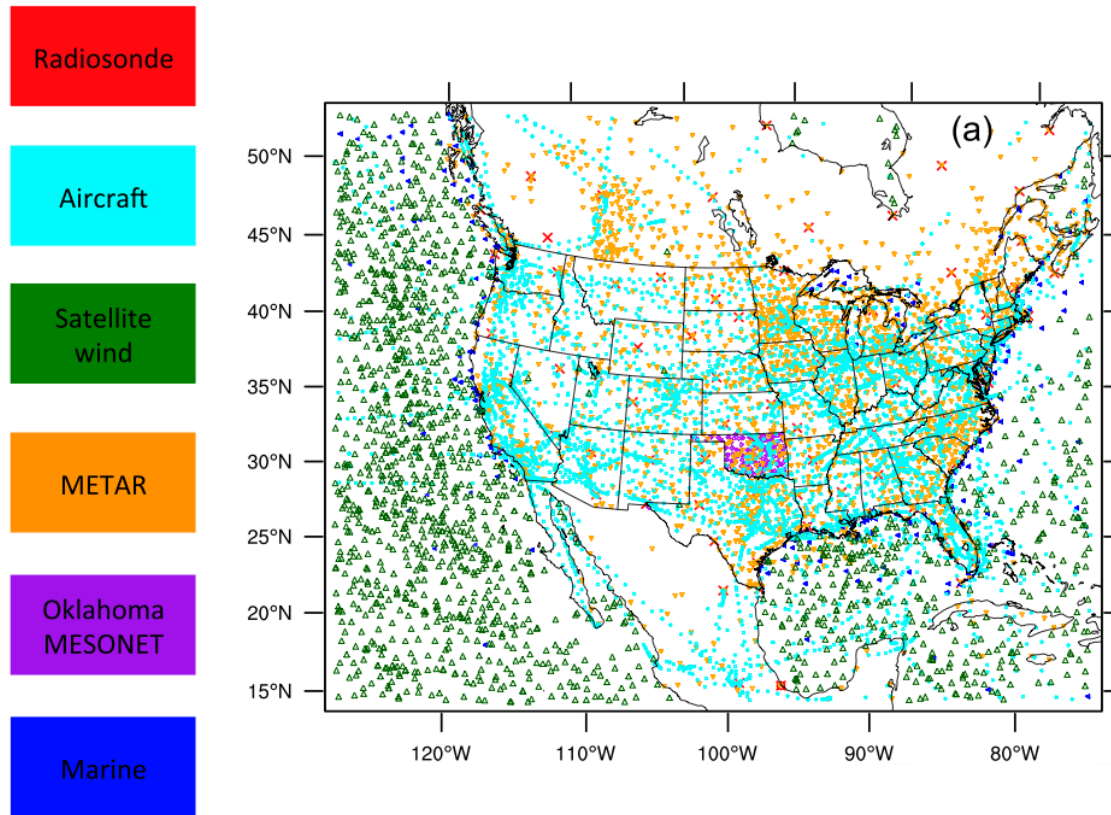 Radiosonde
Aircraft
Satellite
wind
METAR
Oklahoma
MESONET
Marine
(a)
50°N
45°N
40°N
35°N
30°N
25°N
20°N
15°N
120°W
110°W
100°W
90°W
80°W